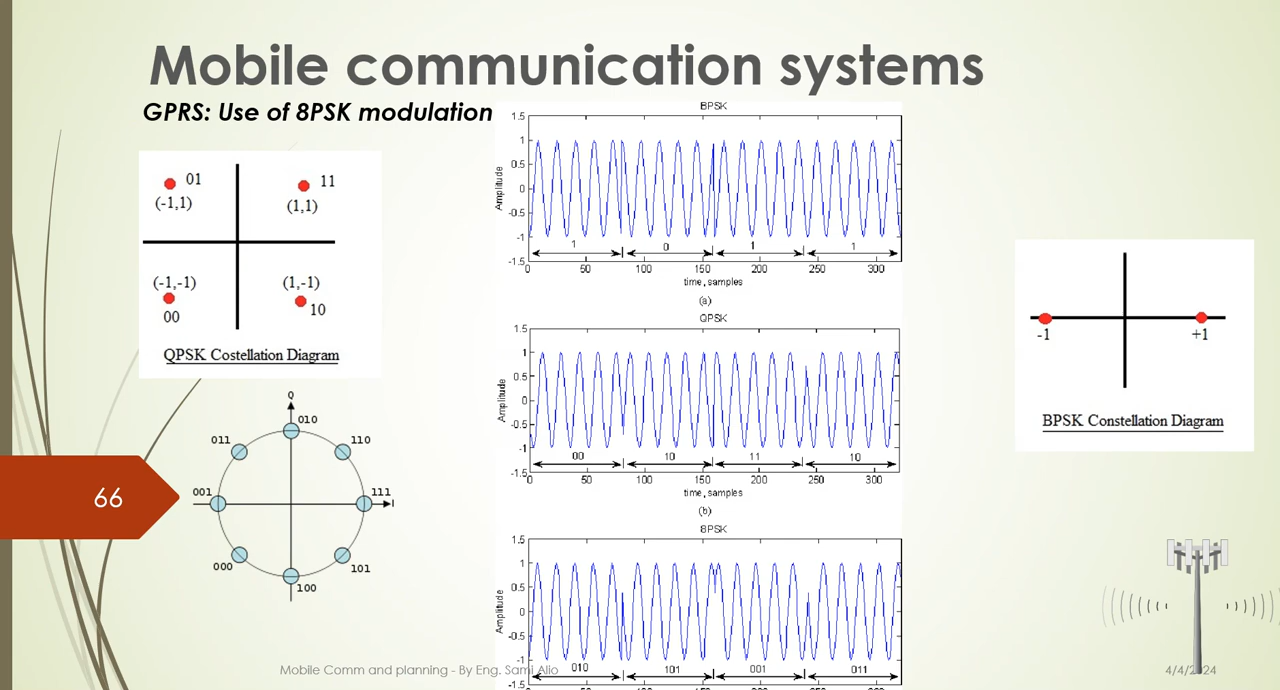 Mobile communication systems
GPRS: Use of 8PSK modulation
01
11
(-1,1)
(1,1)
(-1,-1)
(1,-1)
00
10
QPSK Costellation Diagram
Q
010
011
110
001
111
I
000
101
100
66
BPSK
1.5
1
0.5
0
-0.5
-1
-1.5
Amplitude
1
0
1
1
0 50 100 150 200 250 300
time, samples
(a)
QPSK
1.5
1
0.5
0
-0.5
-1
-1.5
Amplitude
00
10
11
10
0 50 100 150 200 250 300
time, samples
(b)
8PSK
1.5
1
0.5
0
-0.5
-1
-1.5
Amplitude
010
101
001
011
0 50 100 150 200 250 300
-1
+1
BPSK Constellation Diagram
Mobile Comm and planning - By Eng. Sami Alio
4/4/2024